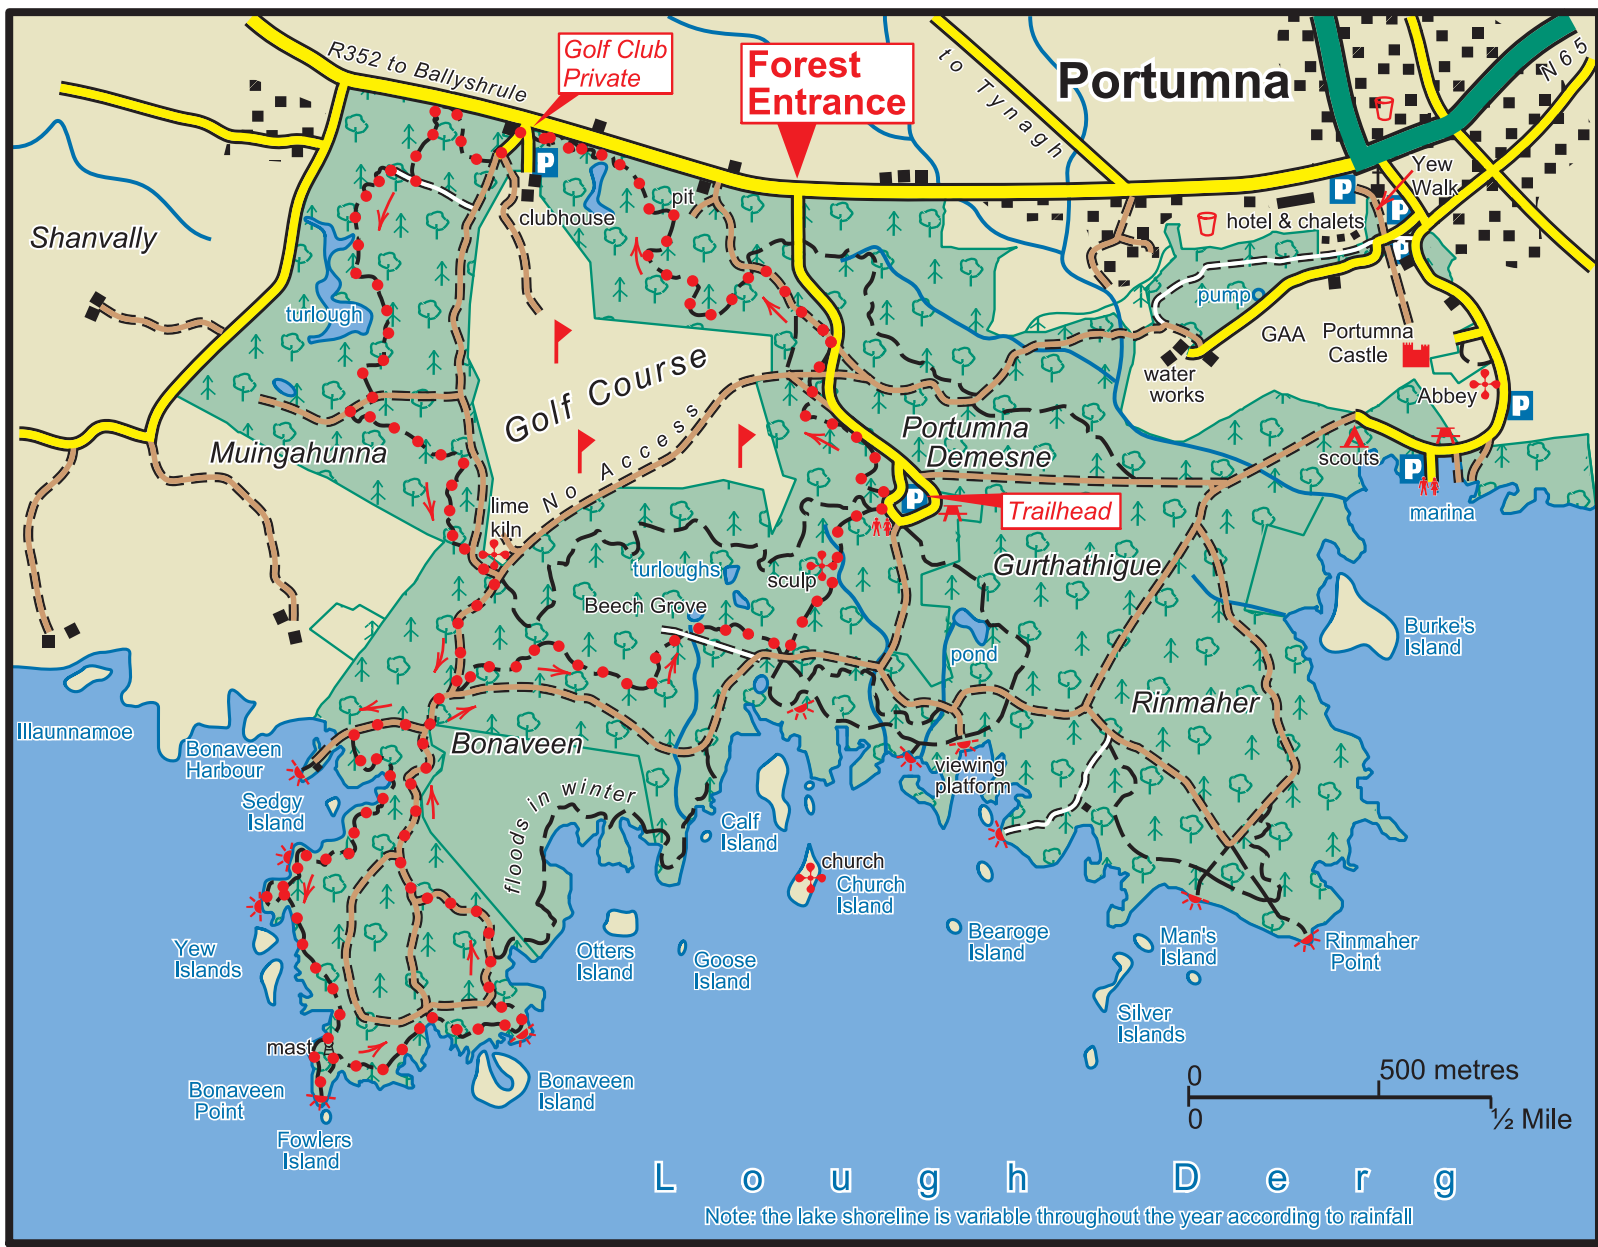 R352 to Ballyshrule
Golf Club
Private
Forest
Entrance
to Tynagh
Portumna
N65
Yew
Walk
P
P
P
P
hotel & chalets
clubhouse
pit
Shanvally
turlough
pump
GAA
Portumna
Castle
water
works
Abbey
P
Golf Course
No Access
Muingahunna
Portumna
Demesne
scouts
P
marina
lime
kiln
P
Trailhead
turloughs
sculp
Gurthathigue
Beech Grove
pond
Burke's
Island
Rinmaher
Illaunnamoe
Bonaveen
Harbour
Bonaveen
viewing
platform
Sedgy
Island
floods in winter
Calf
Island
church
Church
Island
Yew
Islands
Otters
Island
Goose
Island
Bearoge
Island
Man's
Island
Rinmaher
Point
Silver
Islands
mast
Bonaveen
Point
Bonaveen
Island
Fowlers
Island
0
500 metres
0
½ Mile
Lough Derg
Note: the lake shoreline is variable throughout the year according to rainfall